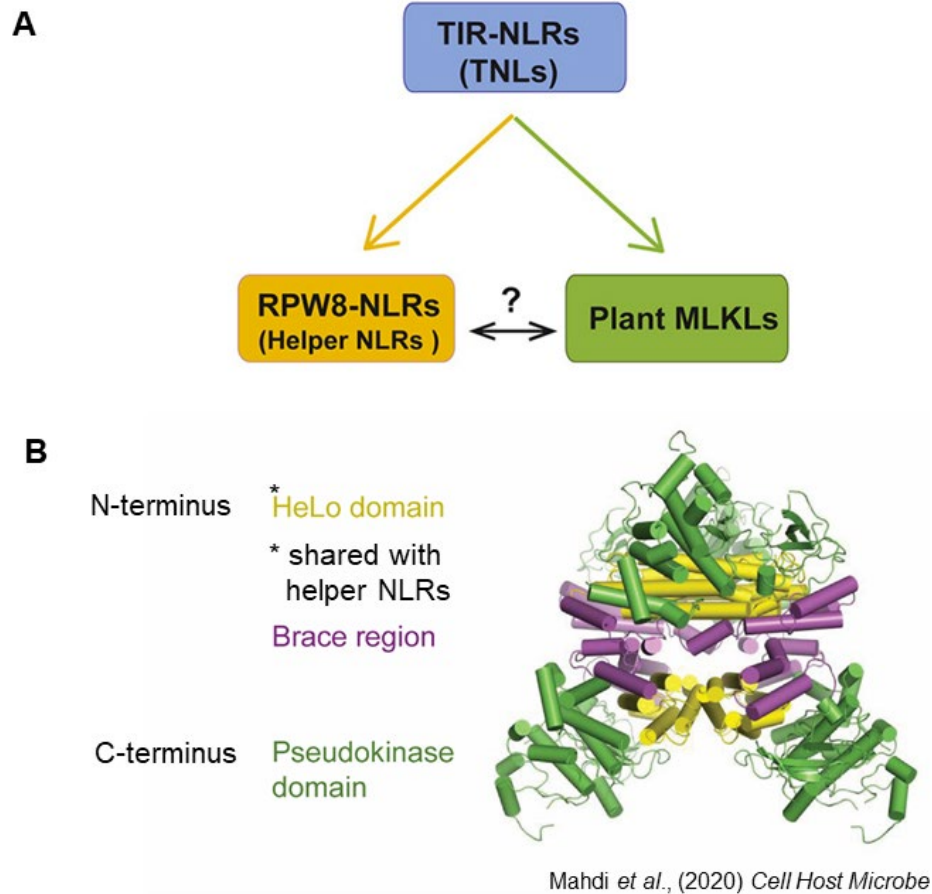 A
TIR-NLRs
(TNLs)
RPW8-NLRs
(Helper NLRs )
?
Plant MLKLs
B
N-terminus
*
HeLo domain
* shared with
helper NLRs
Brace region
C-terminus
Pseudokinase
domain
Mahdi et al., (2020) Cell Host Microbe